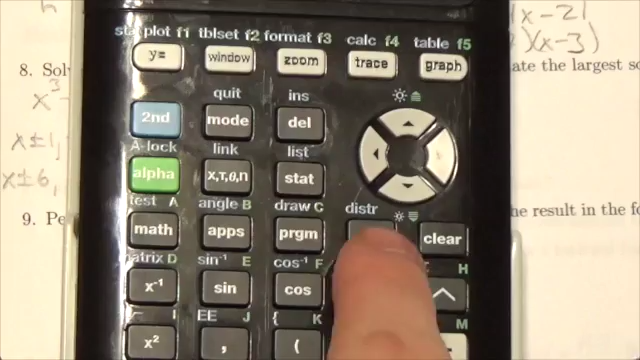 |x-2|
)(x-3)
stat plot f1 tblset f2 format f3 calc f4 table f5
y= window zoom trace graph
8. Sol
ate the largest so
x³
quit ins
2nd mode del
x±1,
A-lock link list
alpha X,T,θ,n stat
x±6,
test A angle B draw C distr
9. Pe
he result in the fo
math apps prgm clear
matrix D sin⁻¹ E cos⁻¹ F H
x⁻¹ sin cos ^
I EE J { K M
x² , (